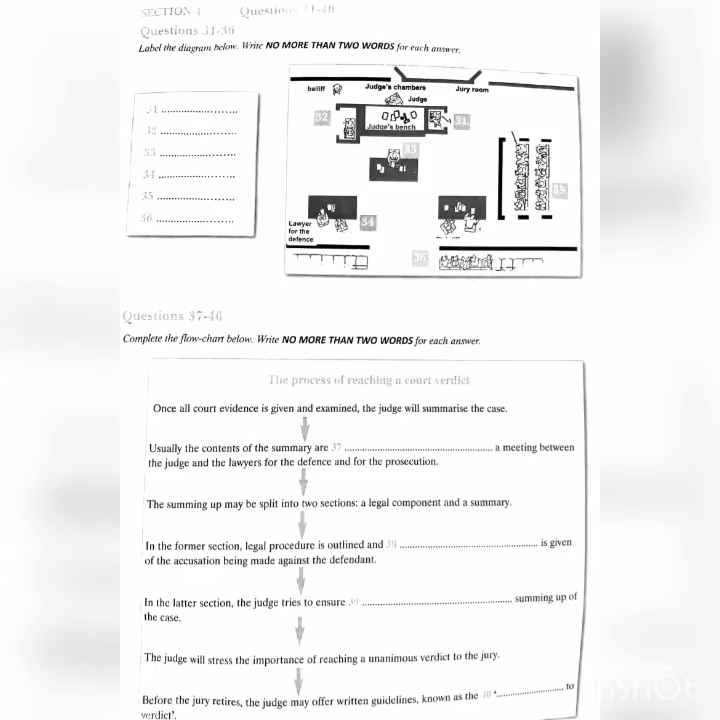 SECTION 4 Questions 31-40
Questions 31-36
Label the diagram below. Write NO MORE THAN TWO WORDS for each answer.
31 ........................
32 ........................
33 ........................
34 ........................
35 ........................
36 ........................
bailiff
Judge's chambers
Jury room
Judge
32
Judge's bench
31
33
35
34
Lawyer
for the
defence
36
Questions 37-40
Complete the flow-chart below. Write NO MORE THAN TWO WORDS for each answer.
The process of reaching a court verdict
Once all court evidence is given and examined, the judge will summarise the case.
Usually the contents of the summary are 37 ................................................ a meeting between
the judge and the lawyers for the defence and for the prosecution.
The summing up may be split into two sections: a legal component and a summary.
In the former section, legal procedure is outlined and 38 ............................................. is given
of the accusation being made against the defendant.
In the latter section, the judge tries to ensure 39 ................................................ summing up of
the case.
The judge will stress the importance of reaching a unanimous verdict to the jury.
Before the jury retires, the judge may offer written guidelines, known as the 40 '...................... to
verdict'.
InShOt